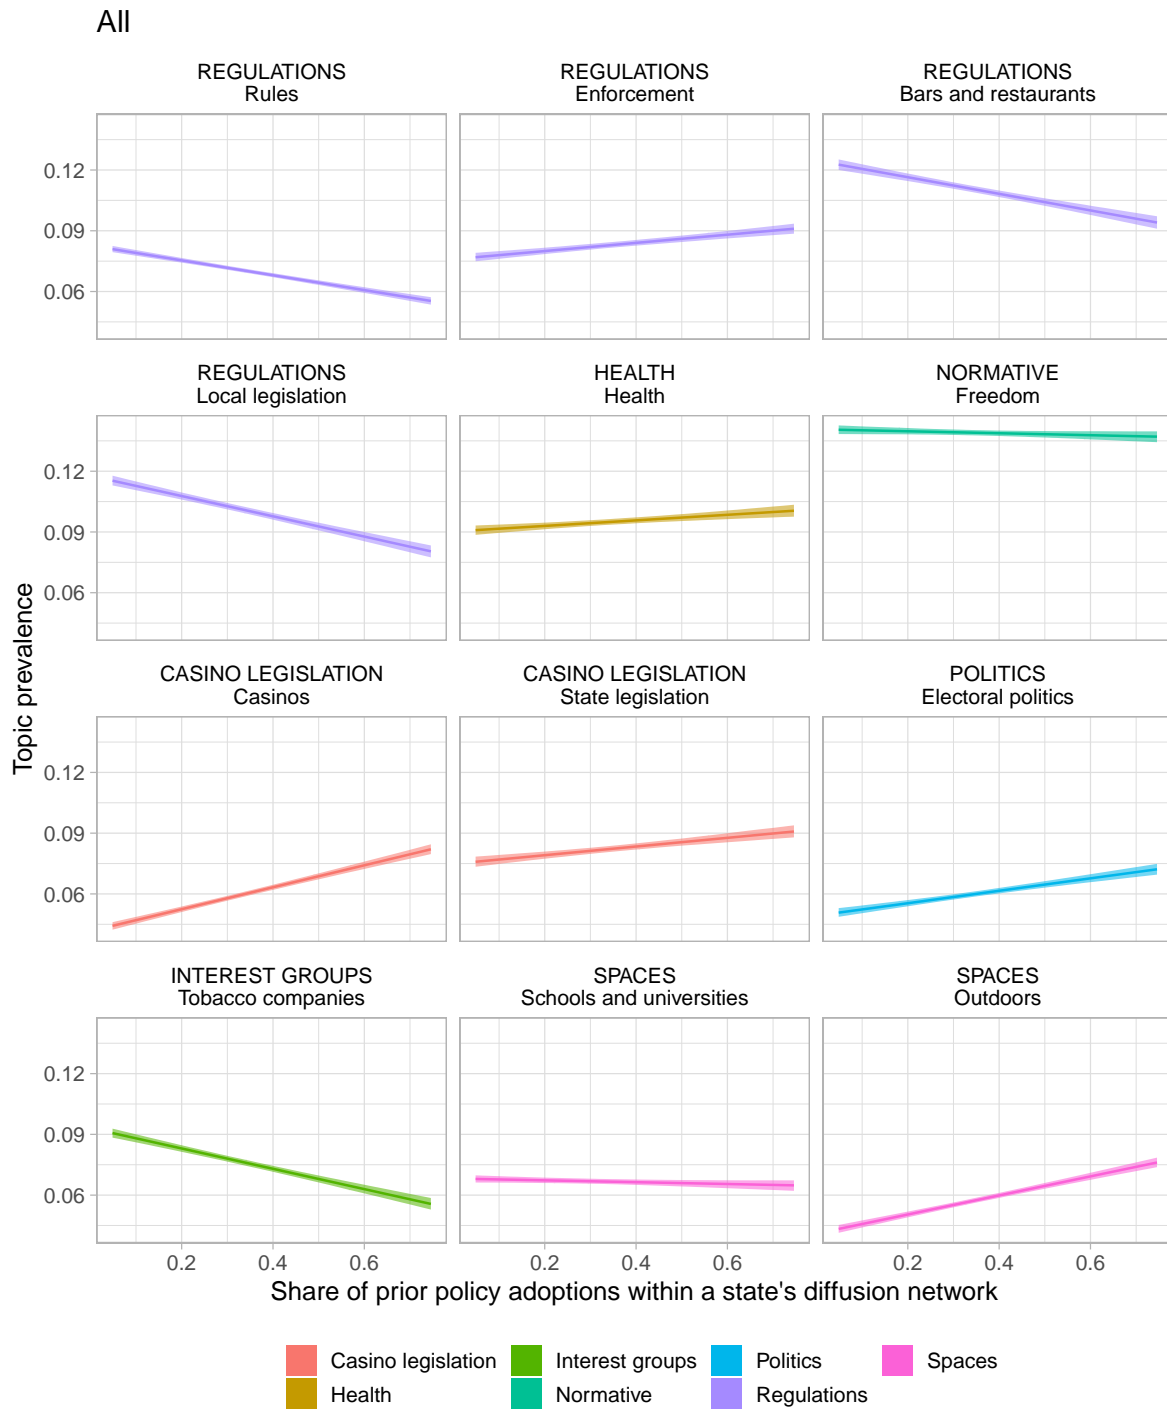 All
REGULATIONS
Rules
REGULATIONS
Enforcement
REGULATIONS
Bars and restaurants
0.12
0.09
0.06
REGULATIONS
Local legislation
HEALTH
Health
NORMATIVE
Freedom
0.12
0.09
0.06
CASINO LEGISLATION
Casinos
CASINO LEGISLATION
State legislation
POLITICS
Electoral politics
0.12
0.09
0.06
INTEREST GROUPS
Tobacco companies
SPACES
Schools and universities
SPACES
Outdoors
0.12
0.09
0.06
0.2 0.4 0.6
0.2 0.4 0.6
0.2 0.4 0.6
Topic prevalence
Share of prior policy adoptions within a state's diffusion network
Casino legislation
Interest groups
Politics
Spaces
Health
Normative
Regulations